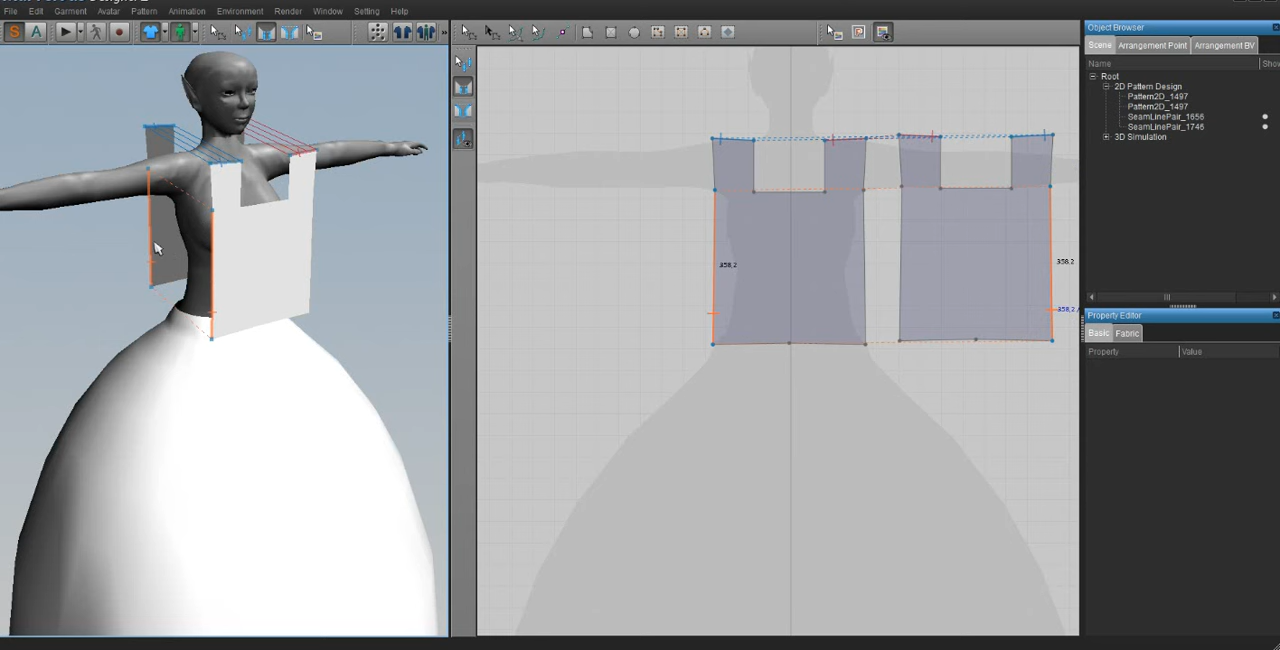 File Edit Garment Avatar Pattern Animation Environment Render Window Setting Help
S A
Object Browser
Scene Arrangement Point Arrangement BV
Name
Root
2D Pattern Design
Pattern2D_1497
Pattern2D_1497
SeamLinePair_1656
SeamLinePair_1746
3D Simulation
358,2
358,2
358,2
Property Editor
Basic Fabric
Property Value